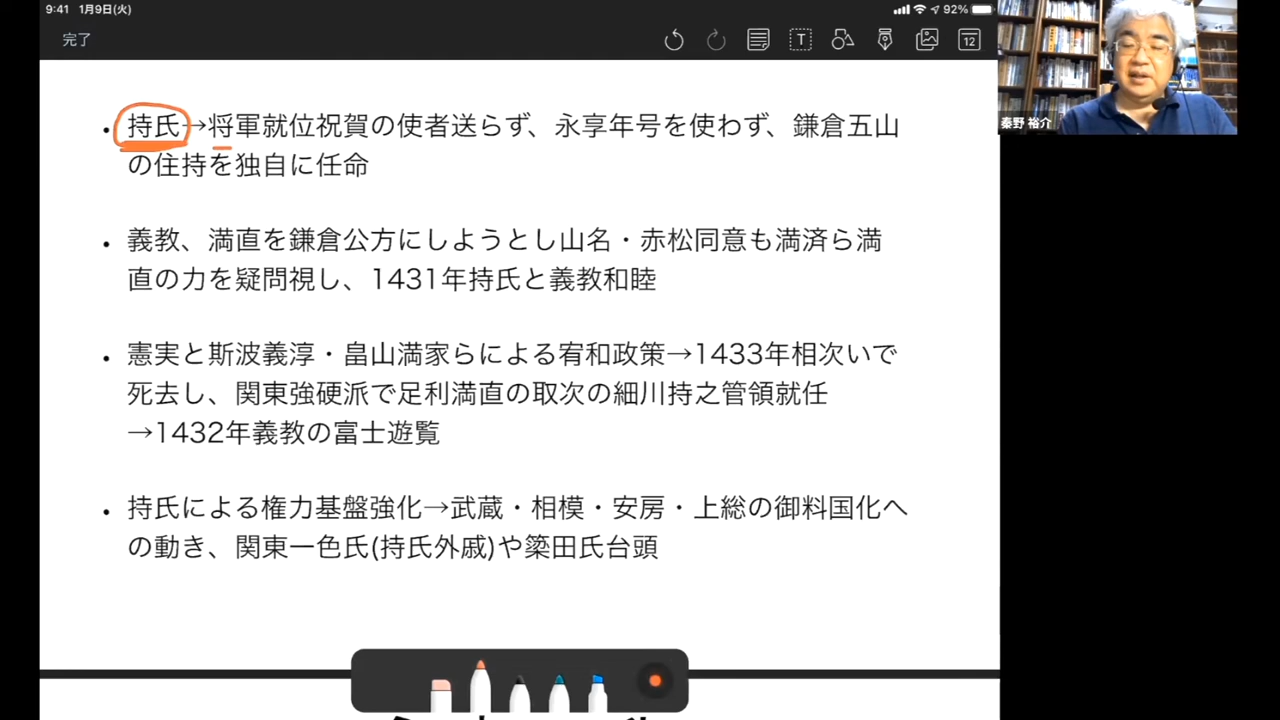 9:41 1月9日(火)
92%
完了
T
12
秦野 裕介
・持氏→将軍就位祝賀の使者送らず、永享年号を使わず、鎌倉五山
の住持を独自に任命
・義教、満直を鎌倉公方にしようとし山名・赤松同意も満済ら満
直の力を疑問視し、1431年持氏と義教和睦
・憲実と斯波義淳・畠山満家らによる宥和政策→1433年相次いで
死去し、関東強硬派で足利満直の取次の細川持之管領就任
→1432年義教の富士遊覧
・持氏による権力基盤強化→武蔵・相模・安房・上総の御料国化へ
の動き、関東一色氏(持氏外戚)や簗田氏台頭